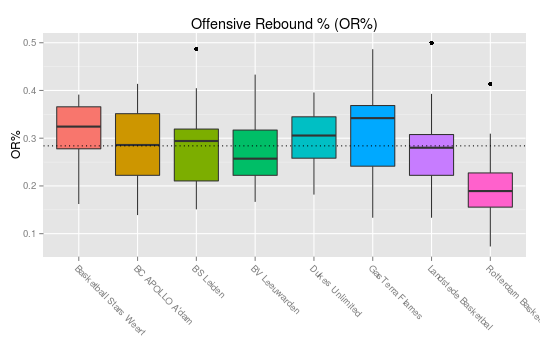 Offensive Rebound % (OR%)
OR%
0.5
0.4
0.3
0.2
0.1
Basketball Stars Weert
BC APOLLO A'dam
BS Leiden
BV Leeuwarden
Dukes Unlimited
GasTerra Flames
Landstede Basketbal
Rotterdam Baske